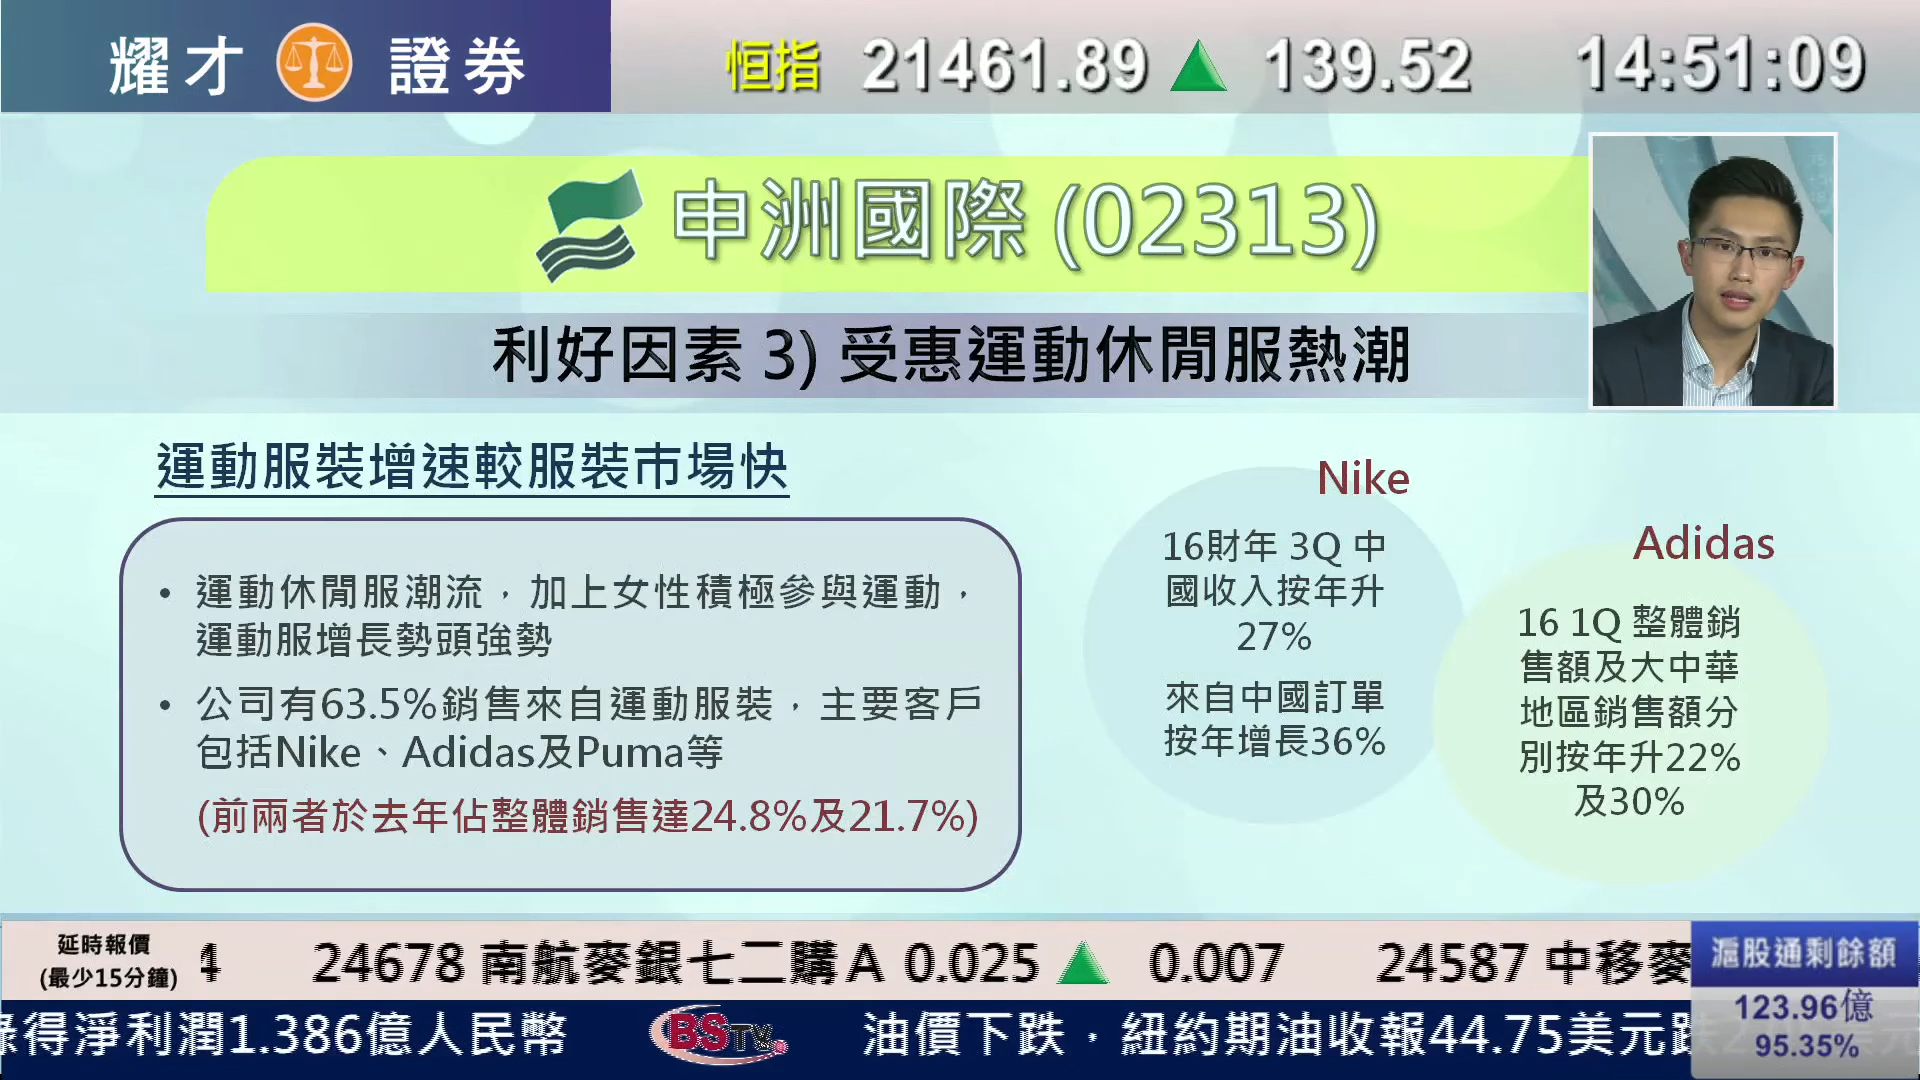 耀才 證券
恒指 21461.89 ▲ 139.52 14:51:09
申洲國際 (02313)
利好因素 3) 受惠運動休閒服熱潮
運動服裝增速較服裝市場快
• 運動休閒服潮流，加上女性積極參與運動，
運動服增長勢頭強勢
• 公司有63.5%銷售來自運動服裝，主要客戶
包括Nike、Adidas及Puma等
(前兩者於去年佔整體銷售達24.8%及21.7%)
Nike
16財年 3Q 中
國收入按年升
27%
來自中國訂單
按年增長36%
Adidas
16 1Q 整體銷
售額及大中華
地區銷售額分
別按年升22%
及30%
延時報價
(最少15分鐘)
4 24678 南航麥銀七二購A 0.025 ▲ 0.007 24587 中移麥
滬股通剩餘額
123.96億
95.35%
得淨利潤1.386億人民幣 BSTV 油價下跌，紐約期油收報44.75美元跌